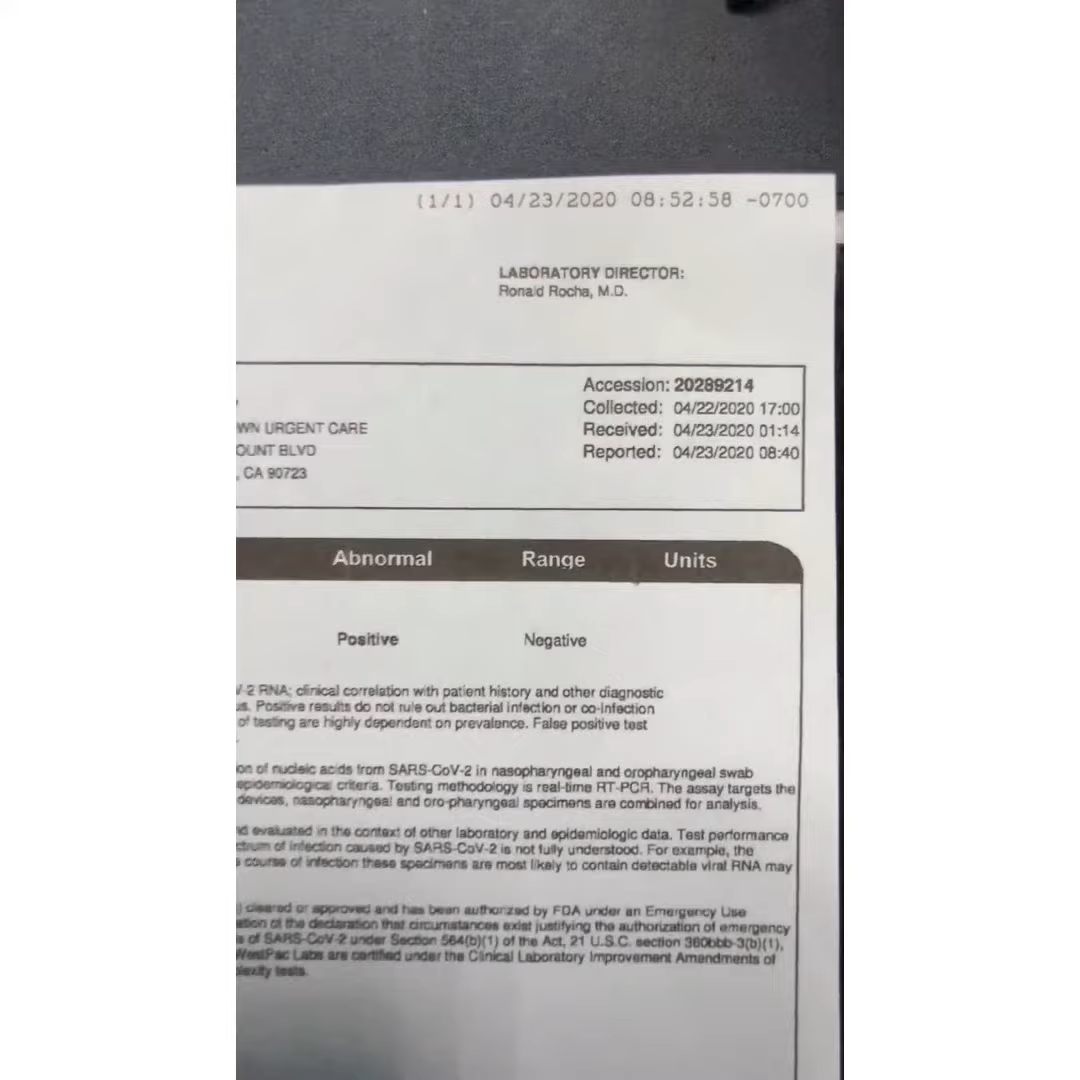 (1/1) 04/23/2020 08:52:58 -0700
LABORATORY DIRECTOR:
Ronald Rocha, M.D.
Accession: 20289214
Collected: 04/22/2020 17:00
WN URGENT CARE
Received: 04/23/2020 01:14
OUNT BLVD
Reported: 04/23/2020 08:40
, CA 90723
Abnormal Range Units
Positive Negative
/-2 RNA; clinical correlation with patient history and other diagnostic
us. Positive results do not rule out bacterial infection or co-infection
of testing are highly dependent on prevalence. False positive test
on of nucleic acids from SARS-CoV-2 in nasopharyngeal and oropharyngeal swab
epidemiological criteria. Testing methodology is real-time RT-PCR. The assay targets the
devices, nasopharyngeal and oro-pharyngeal specimens are combined for analysis.
nd evaluated in the context of other laboratory and epidemiologic data. Test performance
ctrum of infection caused by SARS-CoV-2 is not fully understood. For example, the
s course of infection these specimens are most likely to contain detectable viral RNA may
) cleared or approved and has been authorized by FDA under an Emergency Use
ation of the declaration that circumstances exist justifying the authorization of emergency
s of SARS-CoV-2 under Section 564(b)(1) of the Act, 21 U.S.C. section 360bbb-3(b)(1),
WestPac Labs are certified under the Clinical Laboratory Improvement Amendments of
plexity tests.